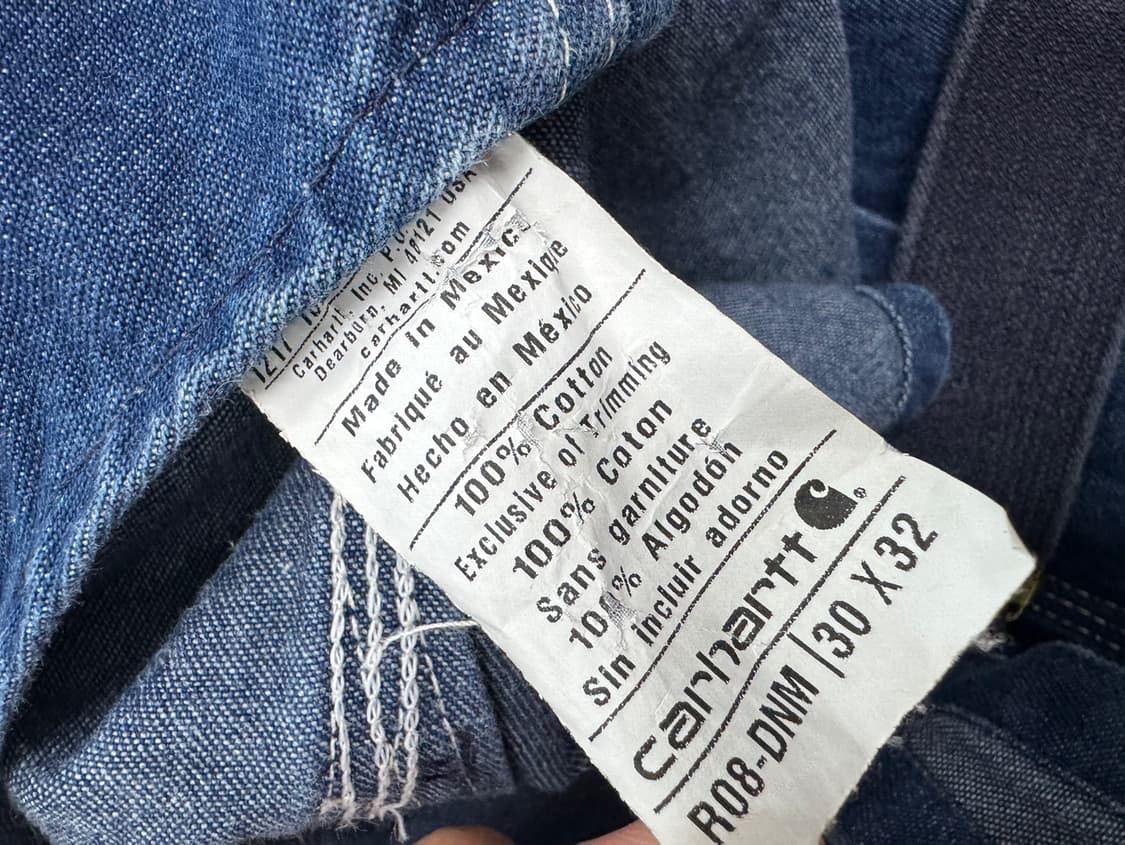 1217
Carhartt, Inc. P.O.
Dearborn, MI 48121 USA
carhartt.com
Made in Mexico
Fabriqué au Mexique
Hecho en México
100% Cotton
Exclusive of Trimming
100% Coton
Sans garniture
100% Algodón
Sin incluir adorno
carhartt ®
R08-DNM | 30 X 32